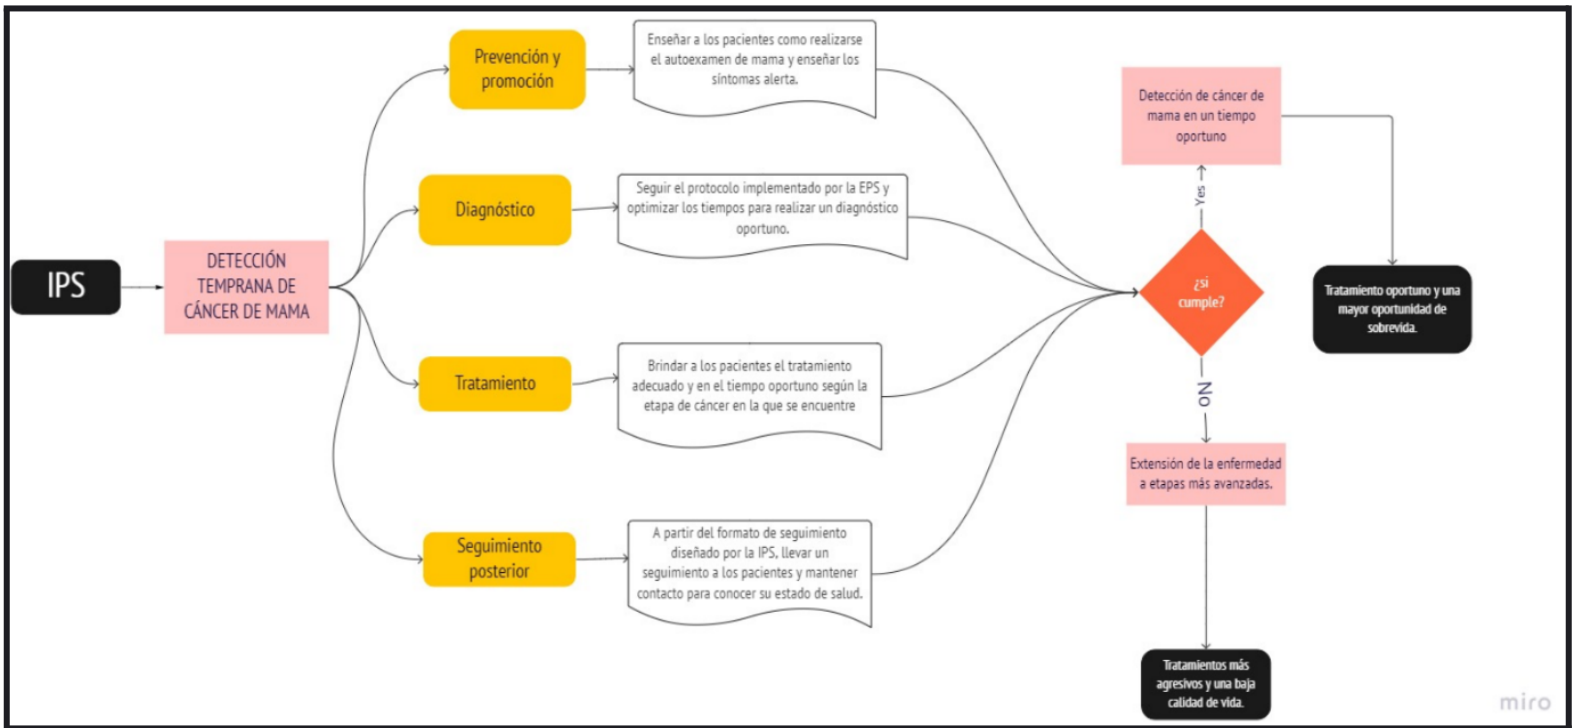 IPS
DETECCIÓN
TEMPRANA DE
CÁNCER DE MAMA
Prevención y
promoción
Enseñar a los pacientes como realizarse
el autoexamen de mama y enseñar los
síntomas alerta.
Diagnóstico
Seguir el protocolo implementado por la EPS y
optimizar los tiempos para realizar un diagnóstico
oportuno.
Tratamiento
Brindar a los pacientes el tratamiento
adecuado y en el tiempo oportuno según la
etapa de cáncer en la que se encuentre
Seguimiento
posterior
A partir del formato de seguimiento
diseñado por la IPS, llevar un
seguimiento a los pacientes y mantener
contacto para conocer su estado de salud.
¿si
cumple?
Yes
Detección de cáncer de
mama en un tiempo
oportuno
Tratamiento oportuno y una
mayor oportunidad de
sobrevida.
NO
Extensión de la enfermedad
a etapas más avanzadas.
Tratamientos más
agresivos y una baja
calidad de vida.
miro